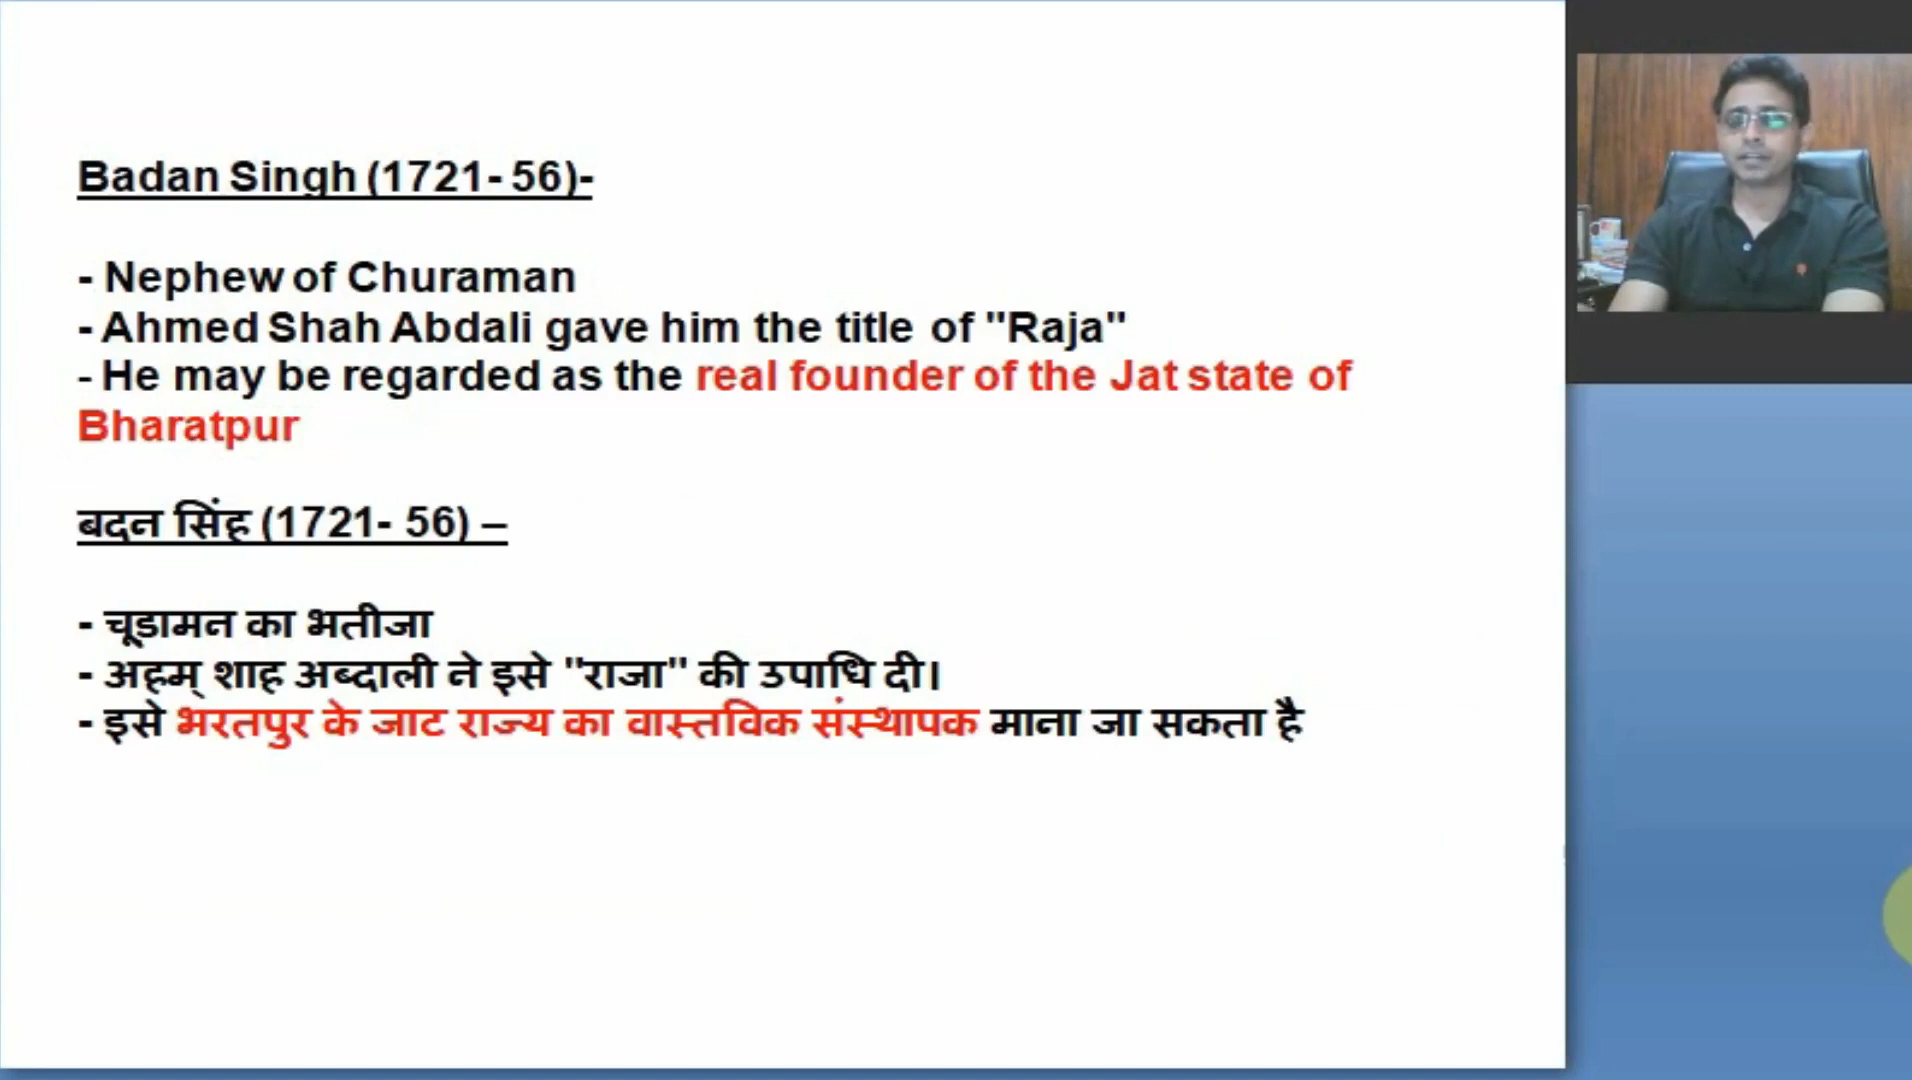 Badan Singh (1721- 56)-
- Nephew of Churaman
- Ahmed Shah Abdali gave him the title of "Raja"
- He may be regarded as the real founder of the Jat state of
Bharatpur
बदन सिंह (1721- 56) –
- चूडामन का भतीजा
- अह्म् शाह अब्दाली ने इसे "राजा" की उपाधि दी।
- इसे भरतपुर के जाट राज्य का वास्तविक संस्थापक माना जा सकता है